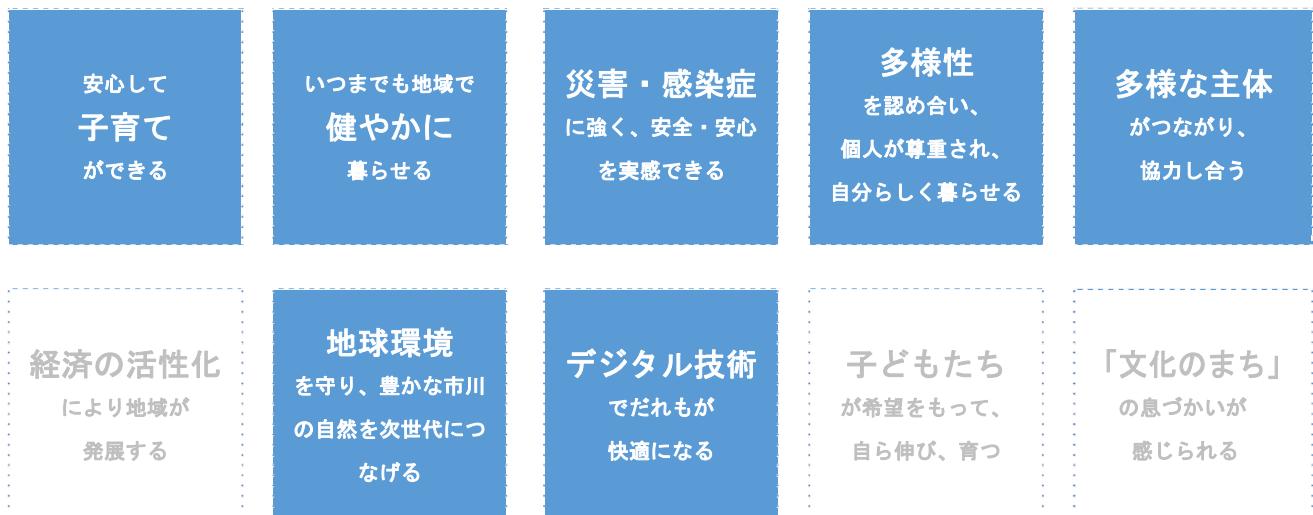 安心して
子育て
ができる
いつまでも地域で
健やかに
暮らせる
災害・感染症
に強く、安全・安心
を実感できる
多様性
を認め合い、
個人が尊重され、
自分らしく暮らせる
多様な主体
がつながり、
協力し合う
経済の活性化
により地域が
発展する
地球環境
を守り、豊かな市川
の自然を次世代につ
なげる
デジタル技術
でだれもが
快適になる
子どもたち
が希望をもって、
自ら伸び、育つ
「文化のまち」
の息づかいが
感じられる